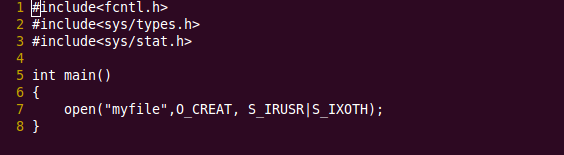 1 #include<fcntl.h>
2 #include<sys/types.h>
3 #include<sys/stat.h>
4
5 int main()
6 {
7     open("myfile",O_CREAT, S_IRUSR|S_IXOTH);
8 }